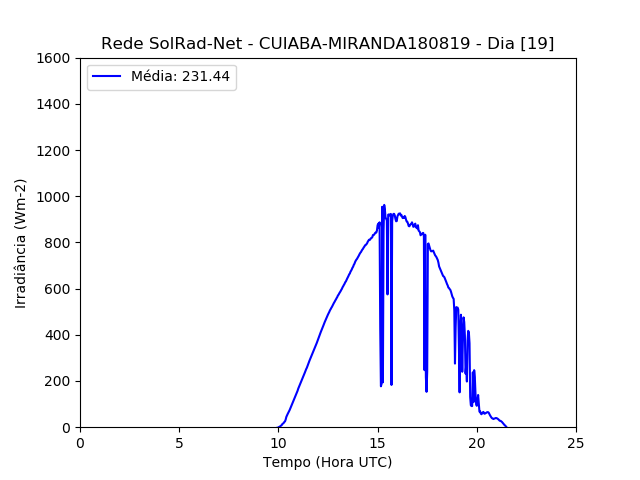 Rede SolRad-Net - CUIABA-MIRANDA180819 - Dia [19]
Média: 231.44
1600
1400
1200
1000
800
600
400
200
0
Irradiância (Wm-2)
0 5 10 15 20 25
Tempo (Hora UTC)